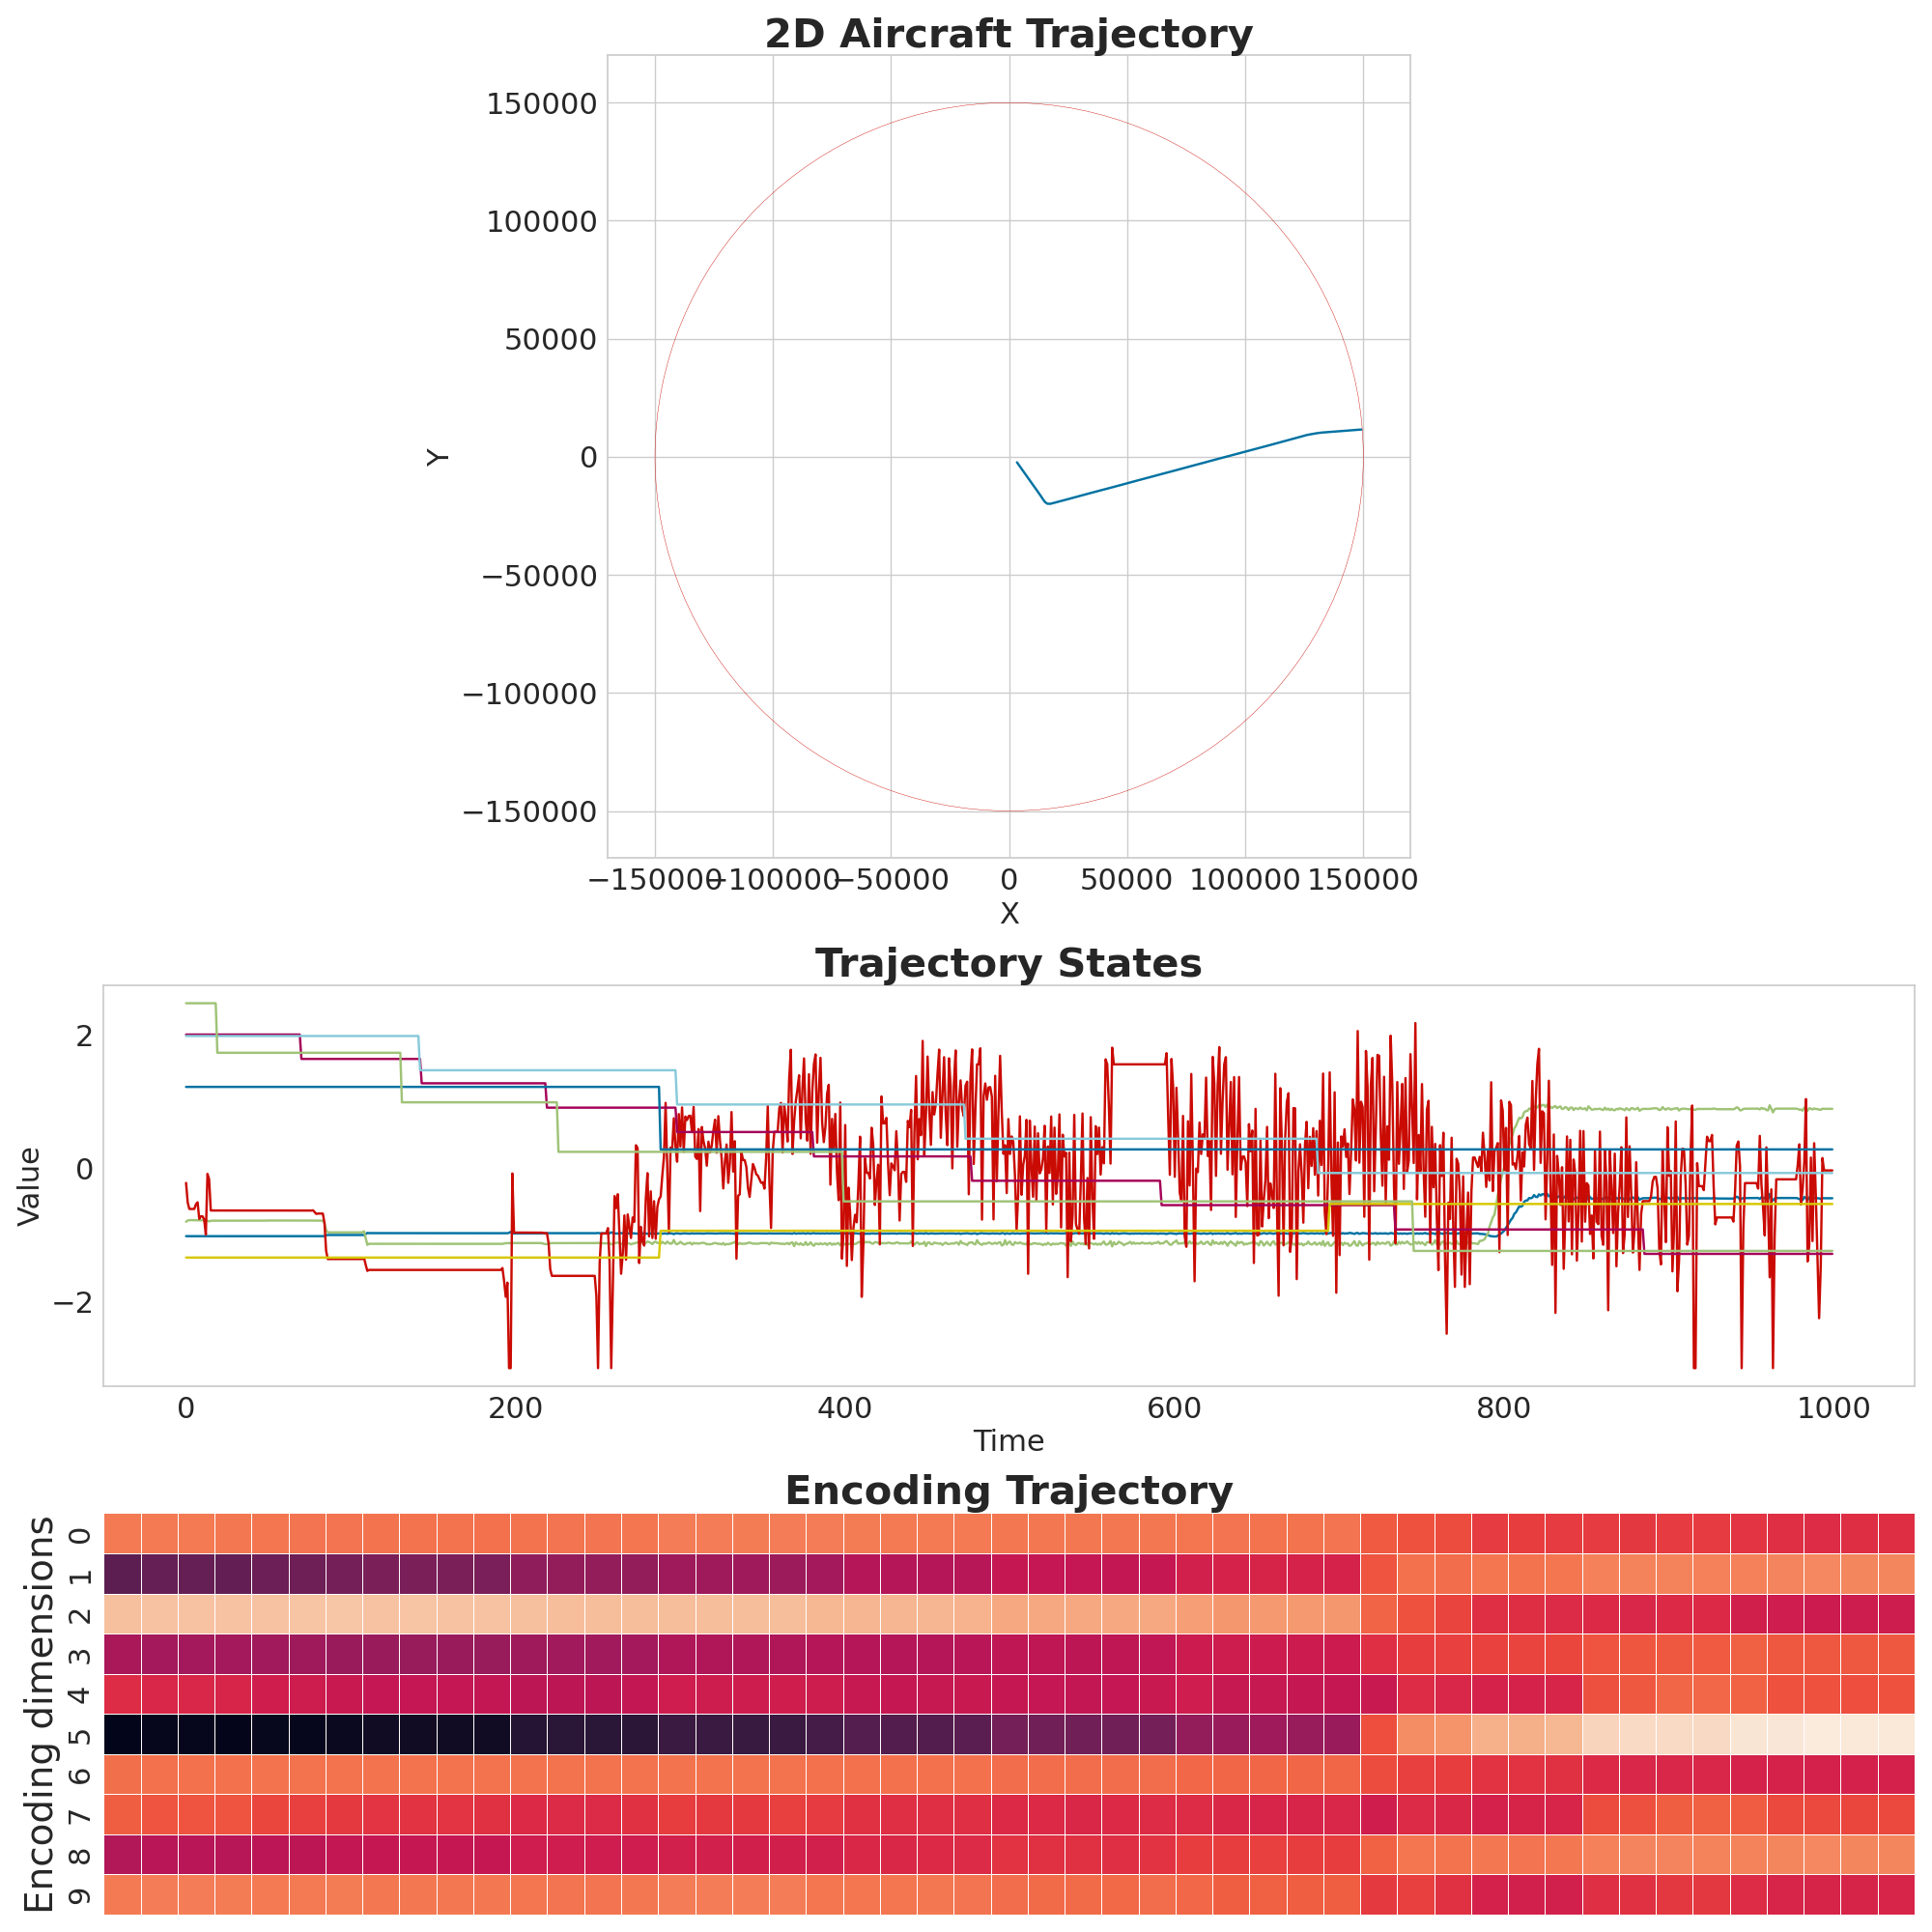 2D Aircraft Trajectory
150000
100000
50000
0
−50000
−100000
−150000
Y
−150000 −100000 −50000 0 50000 100000 150000
X
Trajectory States
2
0
−2
Value
0 200 400 600 800 1000
Time
Encoding Trajectory
Encoding dimensions
0
1
2
3
4
5
6
7
8
9